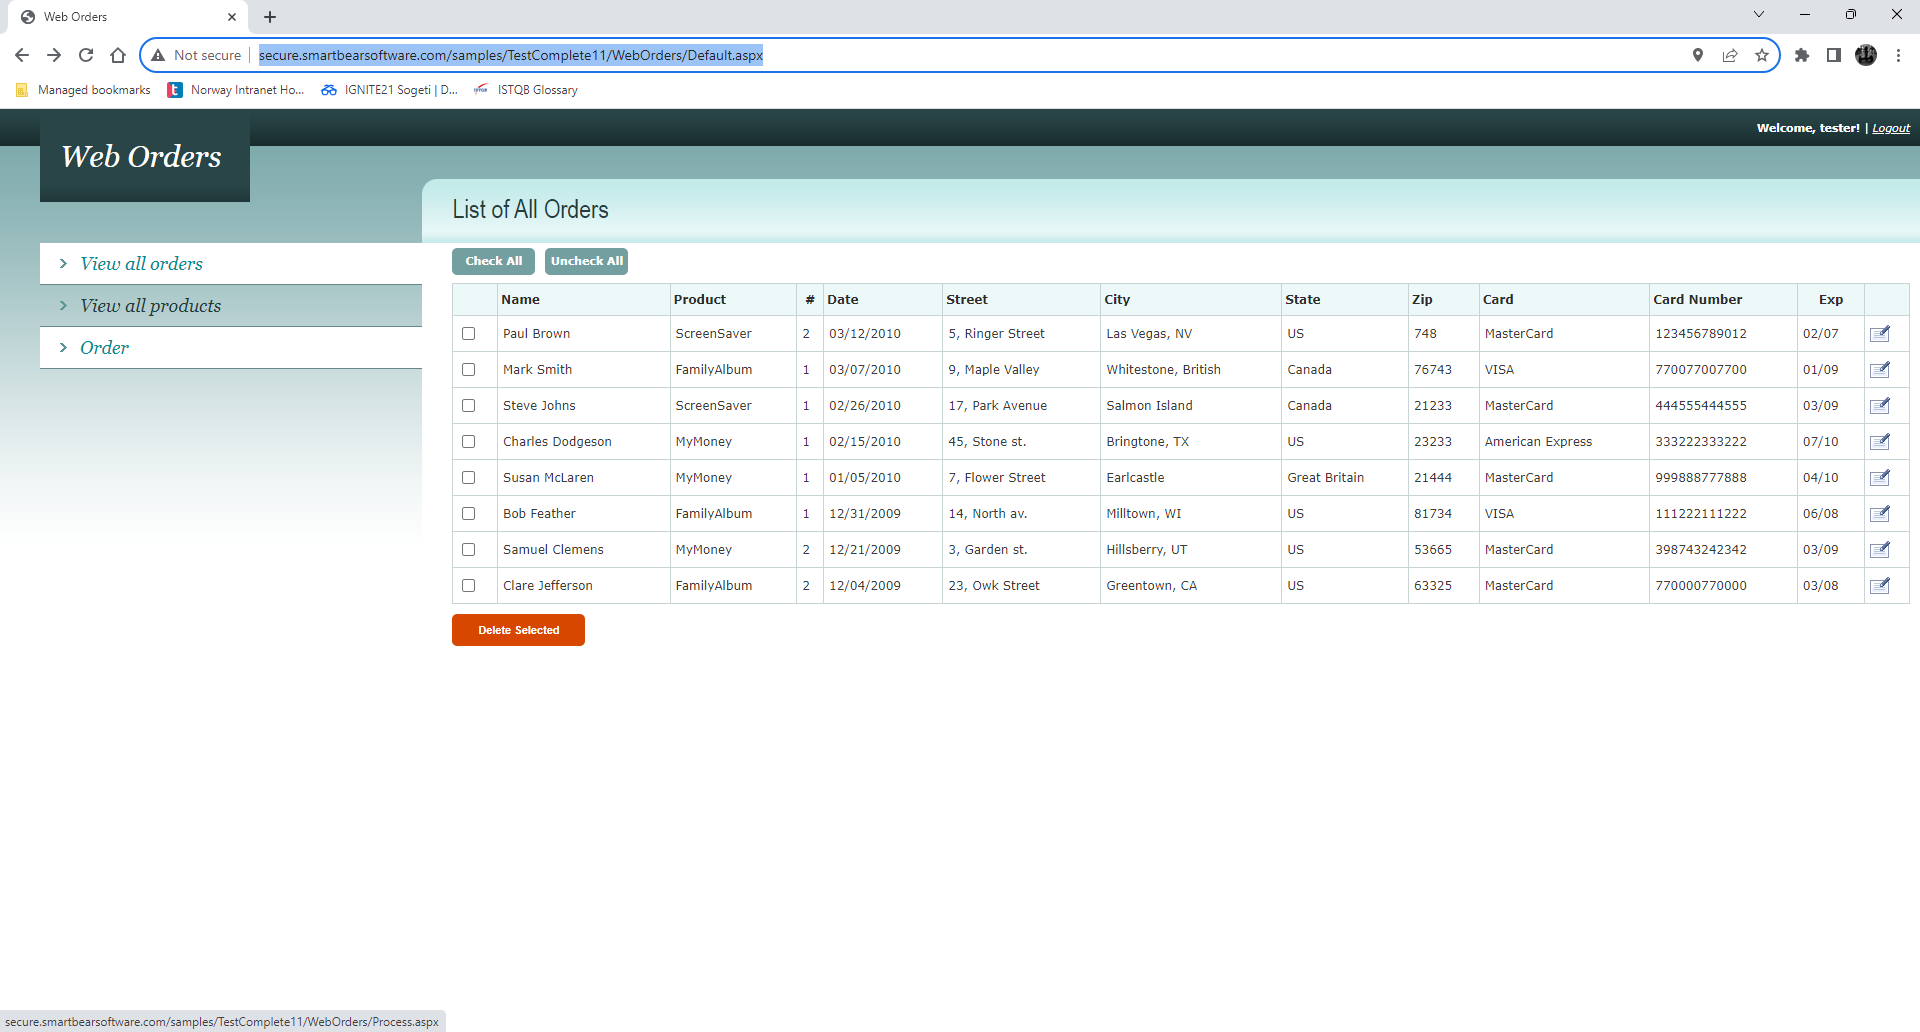 Web Orders
Not secure | secure.smartbearsoftware.com/samples/TestComplete11/WebOrders/Default.aspx
Managed bookmarks Norway Intranet Ho... IGNITE21 Sogeti | D... ISTQB Glossary
Welcome, tester! | Logout
Web Orders
List of All Orders
View all orders
View all products
Order
Check All Uncheck All
Name Product # Date Street City State Zip Card Card Number Exp
Paul Brown ScreenSaver 2 03/12/2010 5, Ringer Street Las Vegas, NV US 748 MasterCard 123456789012 02/07
Mark Smith FamilyAlbum 1 03/07/2010 9, Maple Valley Whitestone, British Canada 76743 VISA 770077007700 01/09
Steve Johns ScreenSaver 1 02/26/2010 17, Park Avenue Salmon Island Canada 21233 MasterCard 444555444555 03/09
Charles Dodgeson MyMoney 1 02/15/2010 45, Stone st. Bringtone, TX US 23233 American Express 333222333222 07/10
Susan McLaren MyMoney 1 01/05/2010 7, Flower Street Earlcastle Great Britain 21444 MasterCard 999888777888 04/10
Bob Feather FamilyAlbum 1 12/31/2009 14, North av. Milltown, WI US 81734 VISA 111222111222 06/08
Samuel Clemens MyMoney 2 12/21/2009 3, Garden st. Hillsberry, UT US 53665 MasterCard 398743242342 03/09
Clare Jefferson FamilyAlbum 2 12/04/2009 23, Owk Street Greentown, CA US 63325 MasterCard 770000770000 03/08
Delete Selected
secure.smartbearsoftware.com/samples/TestComplete11/WebOrders/Process.aspx